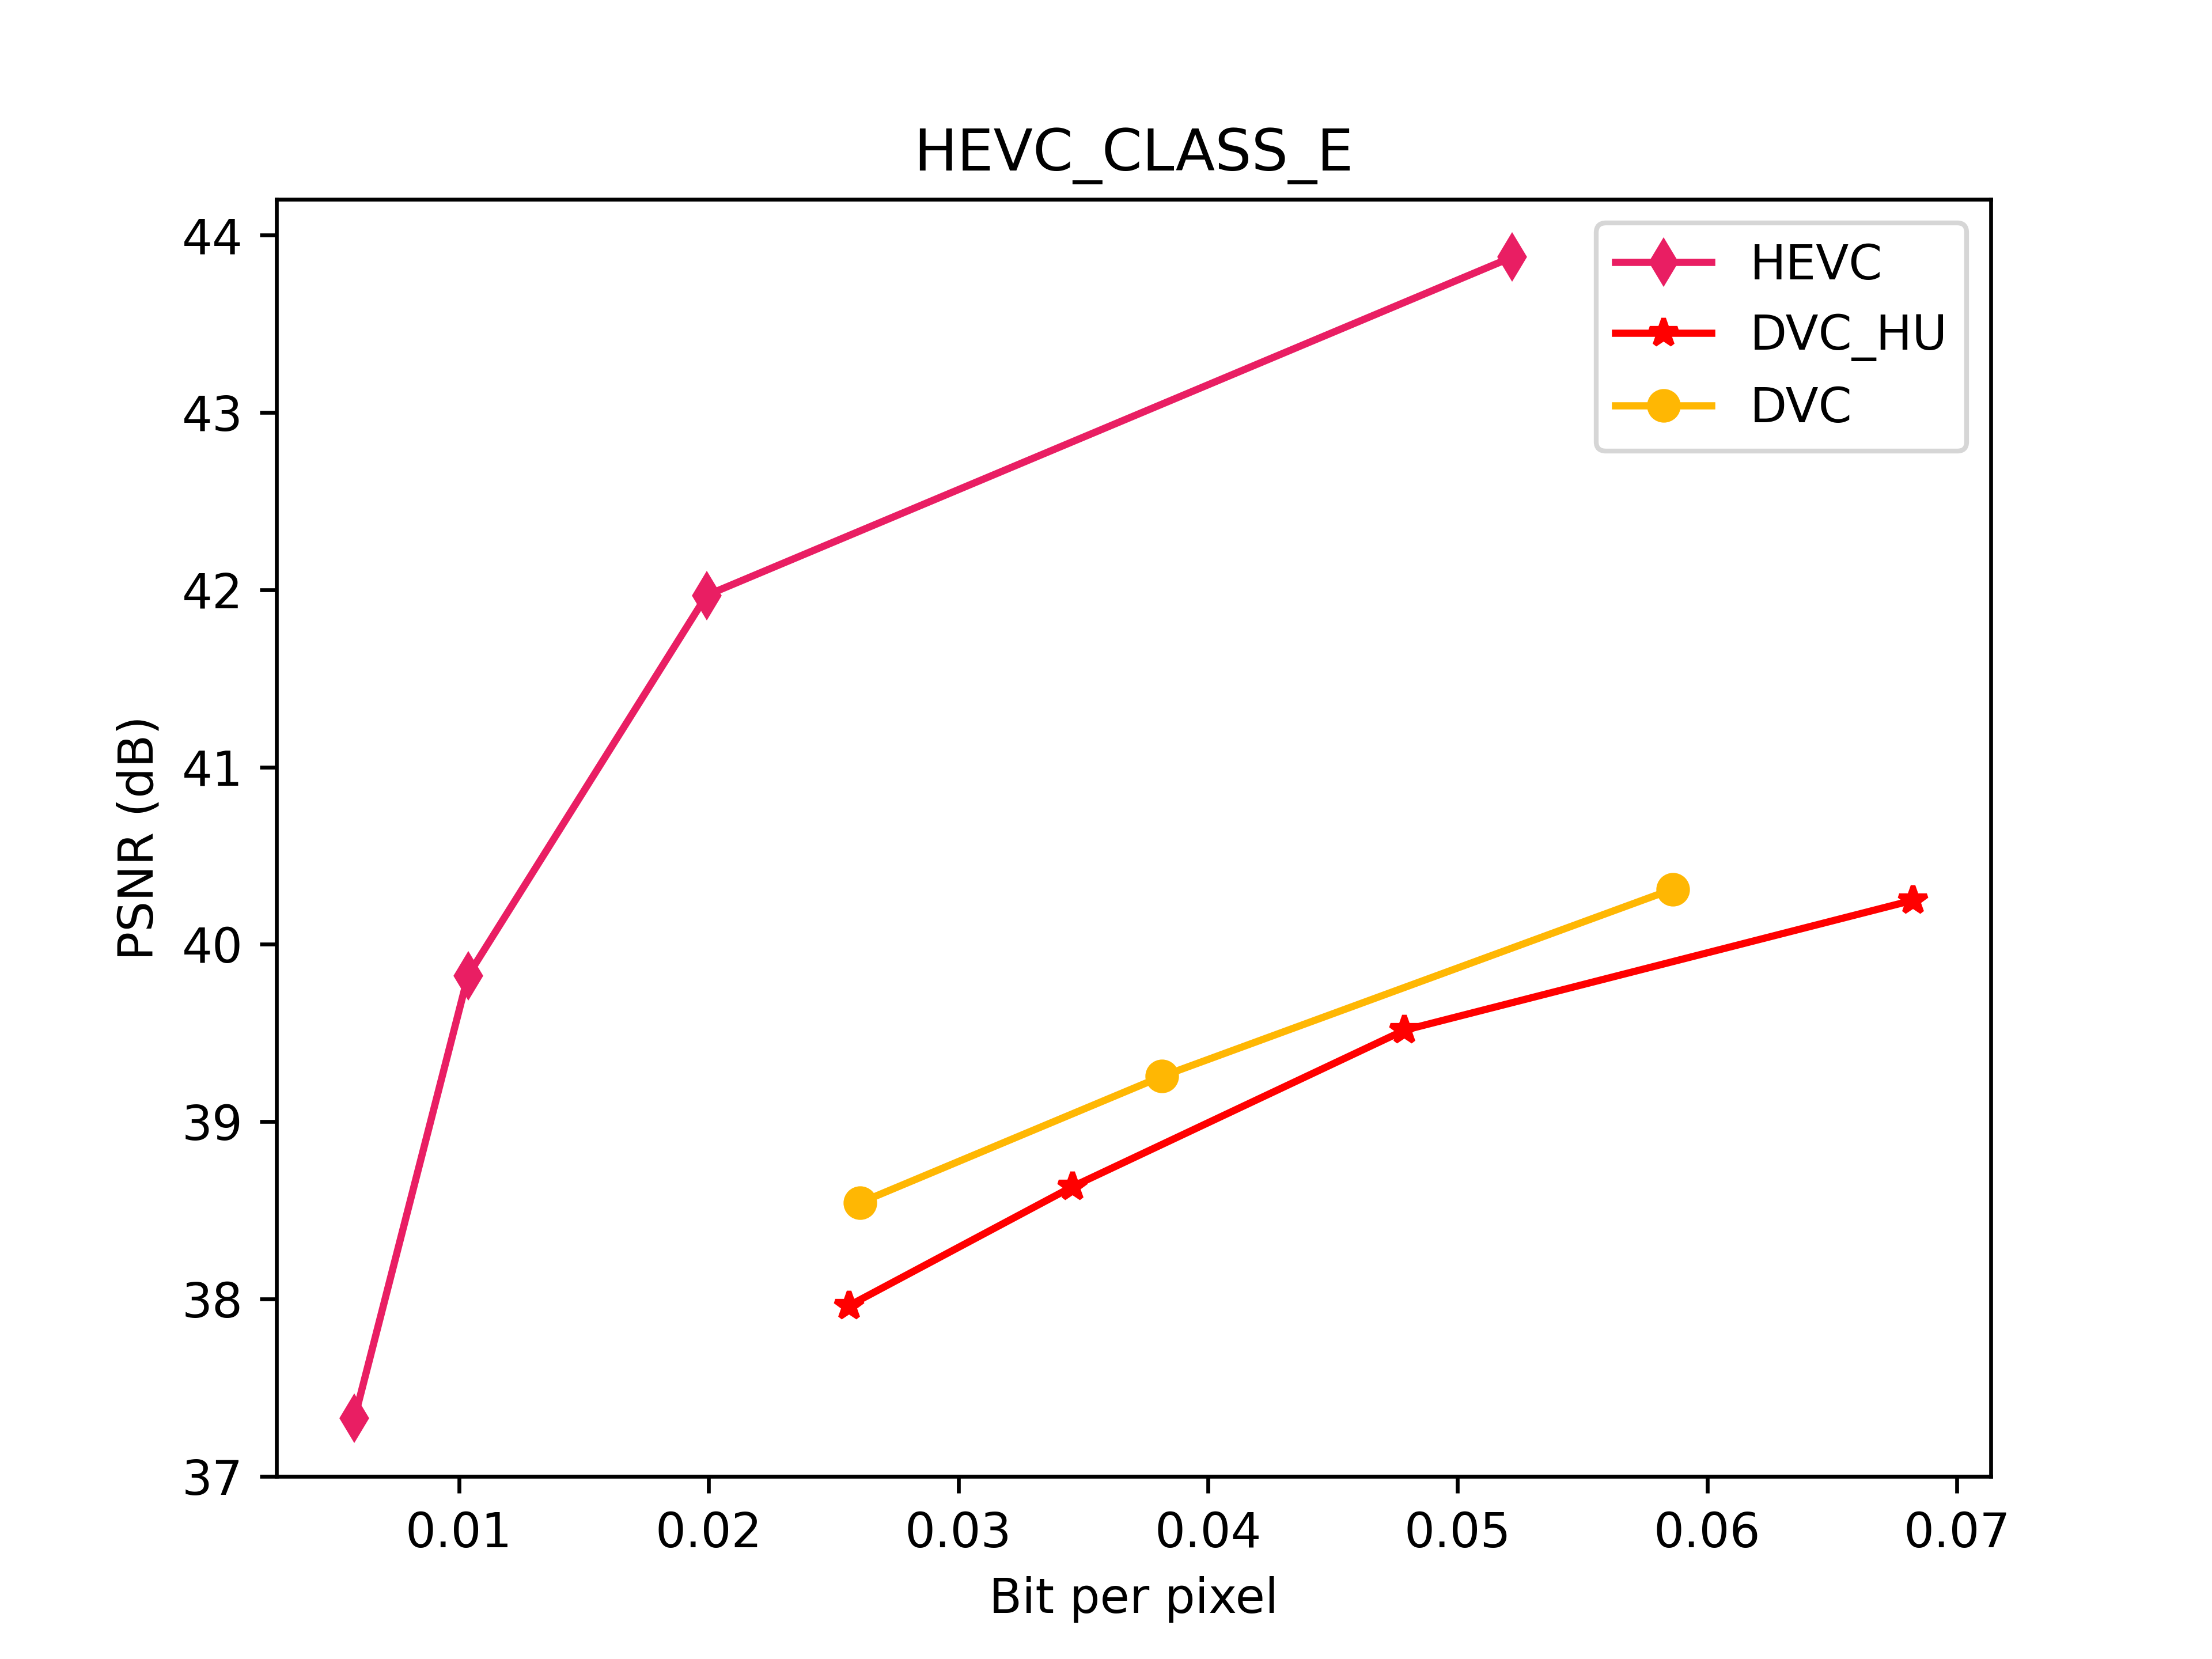 HEVC_CLASS_E
HEVC
DVC_HU
DVC
44
43
42
41
40
39
38
37
PSNR (dB)
0.01 0.02 0.03 0.04 0.05 0.06 0.07
Bit per pixel